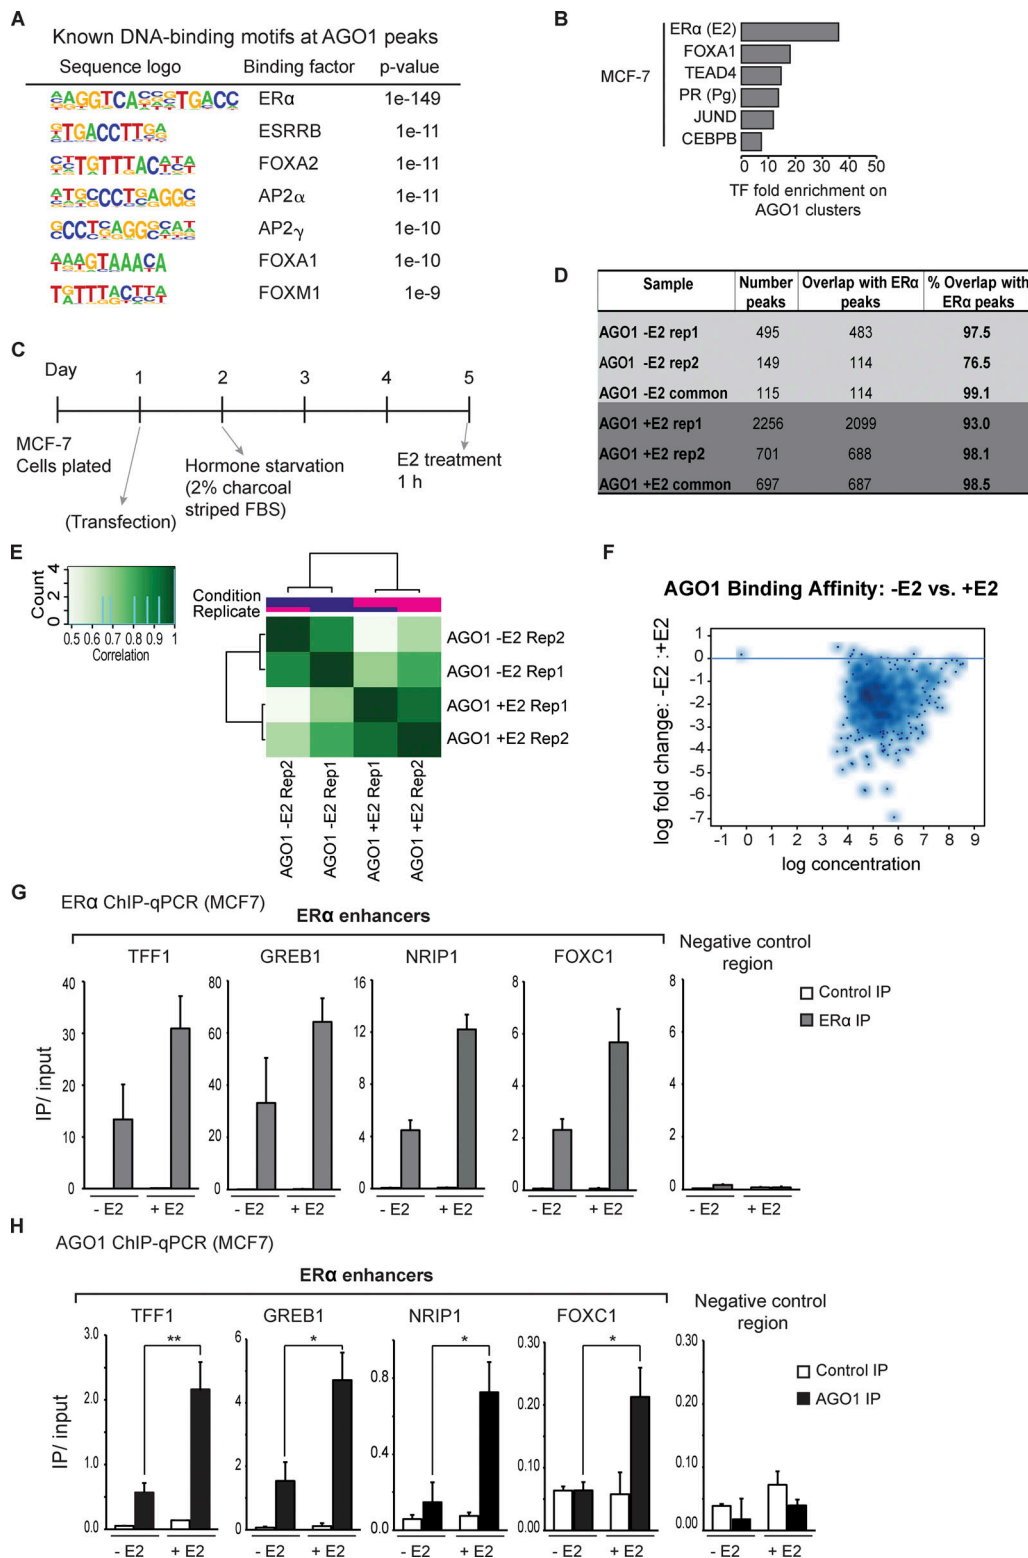 A
Known DNA-binding motifs at AGO1 peaks
Sequence logo Binding factor p-value
AAGGTCACCGTGACC ERα 1e-149
GTGACCTTGA ESRRB 1e-11
CTTGTTTACATA FOXA2 1e-11
ATGCCCTGAGGC AP2α 1e-11
GCCTCAGGGCAT AP2γ 1e-10
AAAGTAAACA FOXA1 1e-10
TGTTTACTTA FOXM1 1e-9
B
MCF-7
ERα (E2)
FOXA1
TEAD4
PR (Pg)
JUND
CEBPB
0 10 20 30 40 50
TF fold enrichment on
AGO1 clusters
C
Day
1 2 3 4 5
MCF-7
Cells plated
(Transfection)
Hormone starvation
(2% charcoal
striped FBS)
E2 treatment
1 h
D
Sample Number peaks Overlap with ERα peaks % Overlap with ERα peaks
AGO1 -E2 rep1 495 483 97.5
AGO1 -E2 rep2 149 114 76.5
AGO1 -E2 common 115 114 99.1
AGO1 +E2 rep1 2256 2099 93.0
AGO1 +E2 rep2 701 688 98.1
AGO1 +E2 common 697 687 98.5
E
Count
0 2 4
0.5 0.6 0.7 0.8 0.9 1
Correlation
Condition
Replicate
AGO1 -E2 Rep2
AGO1 -E2 Rep1
AGO1 +E2 Rep1
AGO1 +E2 Rep2
AGO1 -E2 Rep2
AGO1 -E2 Rep1
AGO1 +E2 Rep1
AGO1 +E2 Rep2
F
AGO1 Binding Affinity: -E2 vs. +E2
log fold change: -E2 :+E2
1
0
-1
-2
-3
-4
-5
-6
-7
-1 0 1 2 3 4 5 6 7 8 9
log concentration
G
ERα ChIP-qPCR (MCF7)
ERα enhancers
TFF1 GREB1 NRIP1 FOXC1
Negative control
region
Control IP
ERα IP
IP/ input
40
30
20
10
0
80
60
40
20
0
16
12
8
4
0
8
6
4
2
0
8
6
4
2
0
- E2 + E2 - E2 + E2 - E2 + E2 - E2 + E2 - E2 + E2
H
AGO1 ChIP-qPCR (MCF7)
ERα enhancers
TFF1 GREB1 NRIP1 FOXC1
Negative control
region
Control IP
AGO1 IP
IP/ input
3.0
2.0
1.0
0.0
**
6
4
2
0
*
1.2
0.8
0.4
0.0
*
0.30
0.20
0.10
0.00
*
0.30
0.20
0.10
0.00
- E2 + E2 - E2 + E2 - E2 + E2 - E2 + E2 - E2 + E2